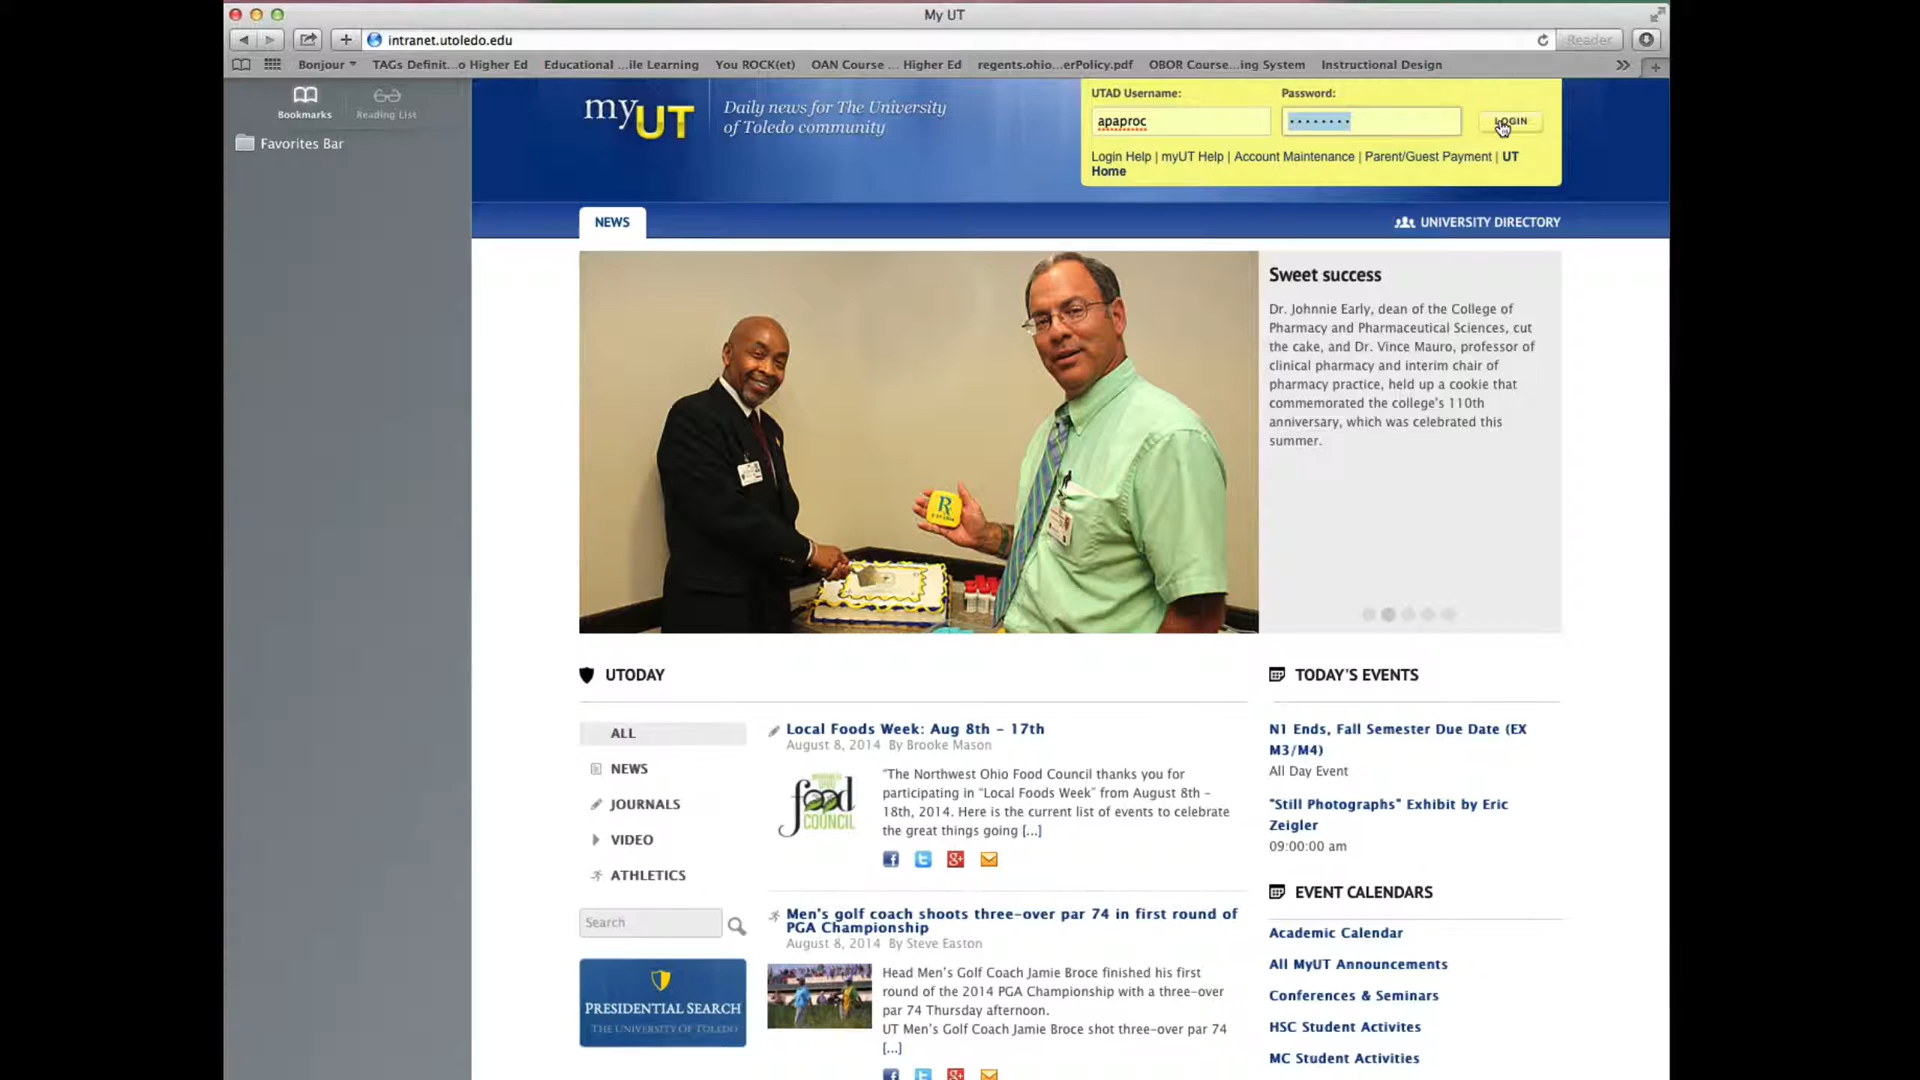 My UT
intranet.utoledo.edu
Reader
Bonjour
TAGs Definit...o Higher Ed
Educational ...ile Learning
You ROCK(et)
OAN Course ... Higher Ed
regents.ohio...erPolicy.pdf
OBOR Course...ing System
Instructional Design
Bookmarks
Reading List
Favorites Bar
myUT
Daily news for The University
of Toledo community
UTAD Username:
Password:
apaproc
LOGIN
Login Help | myUT Help | Account Maintenance | Parent/Guest Payment | UT
Home
NEWS
UNIVERSITY DIRECTORY
Sweet success
Dr. Johnnie Early, dean of the College of
Pharmacy and Pharmaceutical Sciences, cut
the cake, and Dr. Vince Mauro, professor of
clinical pharmacy and interim chair of
pharmacy practice, held up a cookie that
commemorated the college's 110th
anniversary, which was celebrated this
summer.
UTODAY
ALL
NEWS
JOURNALS
VIDEO
ATHLETICS
Search
PRESIDENTIAL SEARCH
THE UNIVERSITY OF TOLEDO
Local Foods Week: Aug 8th – 17th
August 8, 2014 By Brooke Mason
food
COUNCIL
"The Northwest Ohio Food Council thanks you for
participating in "Local Foods Week" from August 8th –
18th, 2014. Here is the current list of events to celebrate
the great things going [...]
Men's golf coach shoots three-over par 74 in first round of
PGA Championship
August 8, 2014 By Steve Easton
Head Men's Golf Coach Jamie Broce finished his first
round of the 2014 PGA Championship with a three-over
par 74 Thursday afternoon.
UT Men's Golf Coach Jamie Broce shot three-over par 74
[...]
TODAY'S EVENTS
N1 Ends, Fall Semester Due Date (EX
M3/M4)
All Day Event
"Still Photographs" Exhibit by Eric
Zeigler
09:00:00 am
EVENT CALENDARS
Academic Calendar
All MyUT Announcements
Conferences & Seminars
HSC Student Activites
MC Student Activities